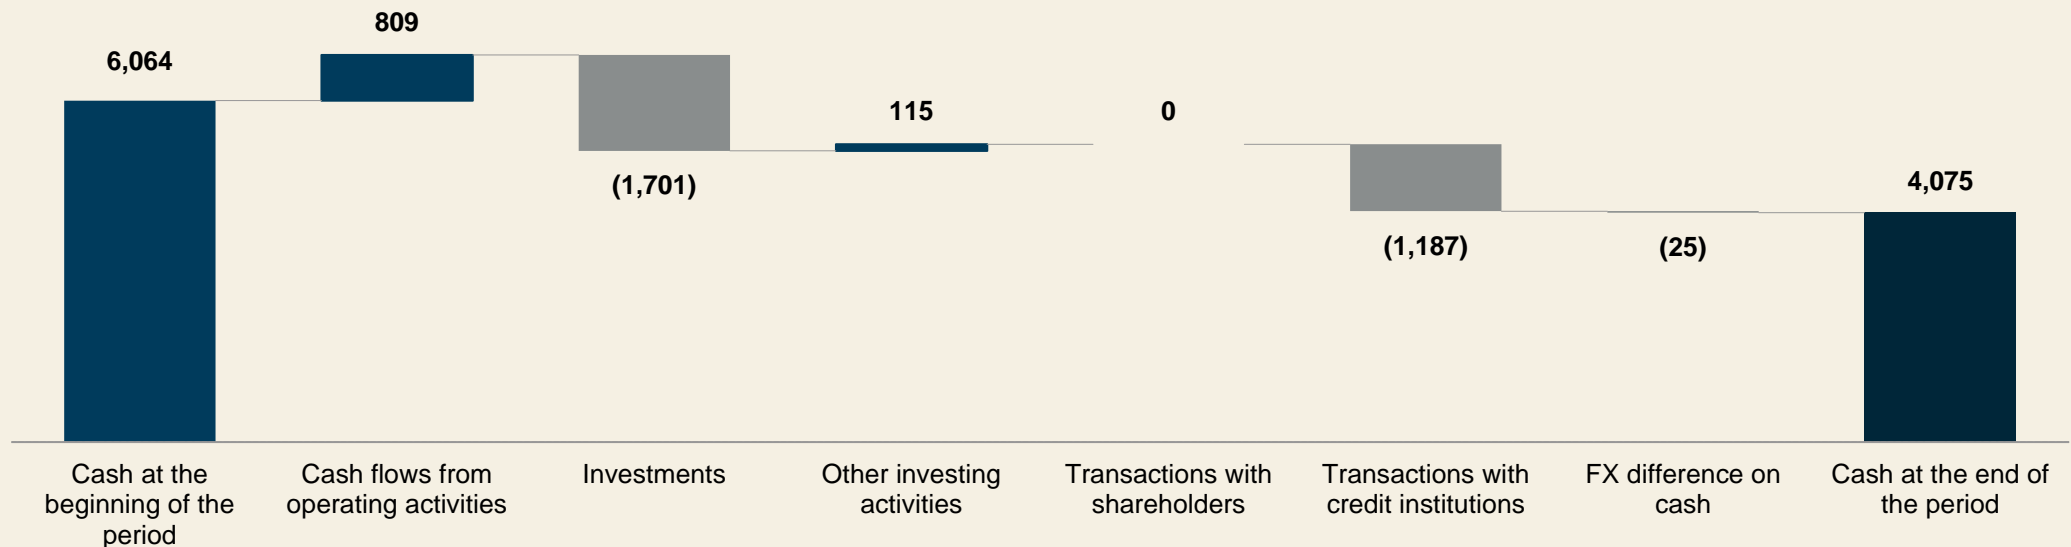 809
6,064
115
0
(1,701)
4,075
(1,187)
(25)
Cash at the
beginning of the
period
Cash flows from
operating activities
Investments
Other investing
activities
Transactions with
shareholders
Transactions with
credit institutions
FX difference on
cash
Cash at the end of
the period